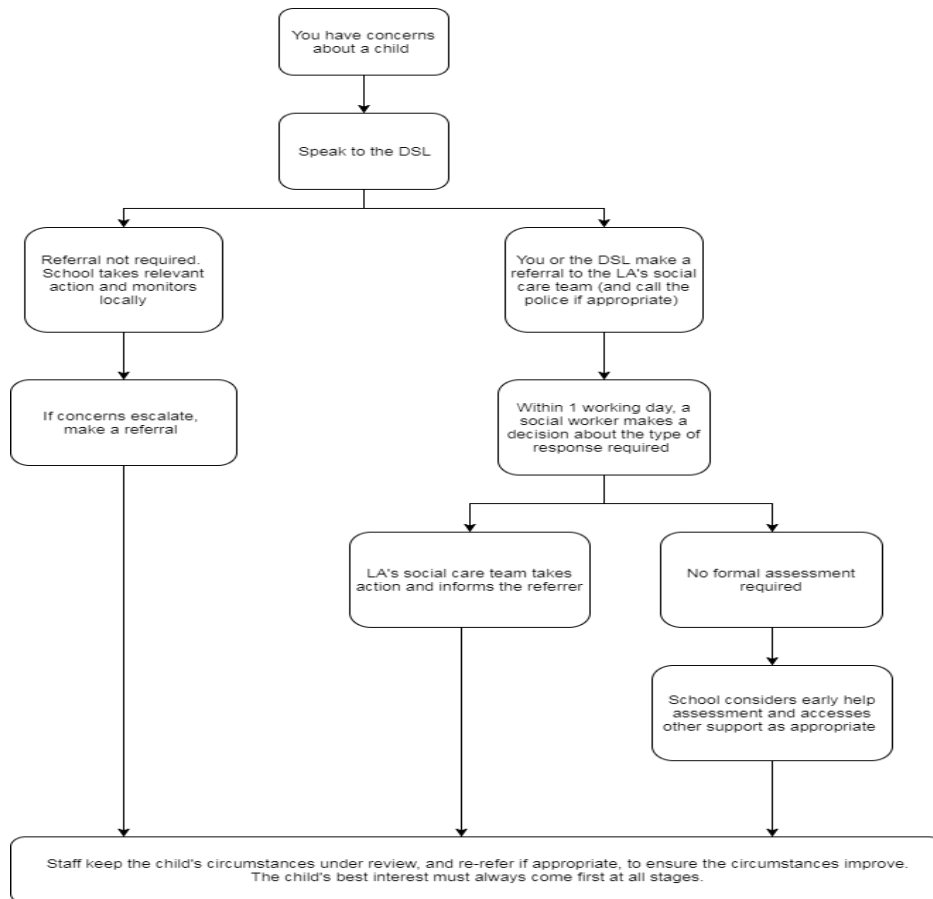 You have concerns
about a child
Speak to the DSL
Referral not required.
School takes relevant
action and monitors
locally
You or the DSL make a
referral to the LA's social
care team (and call the
police if appropriate)
If concerns escalate,
make a referral
Within 1 working day, a
social worker makes a
decision about the type of
response required
LA's social care team takes
action and informs the referrer
No formal assessment
required
School considers early help
assessment and accesses
other support as appropriate
Staff keep the child's circumstances under review, and re-refer if appropriate, to ensure the circumstances improve.
The child's best interest must always come first at all stages.